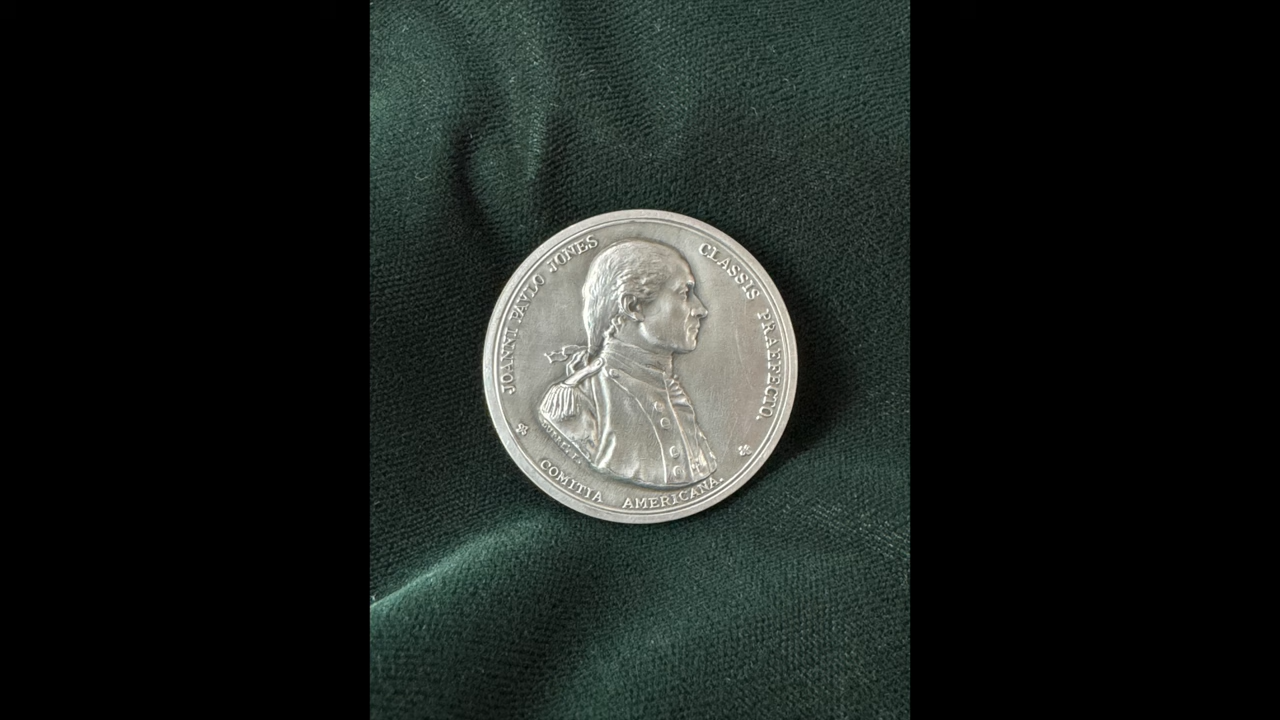 JOANNI PAVLO JONES
CLASSIS PRAEFECTO.
COMITIA AMERICANA.